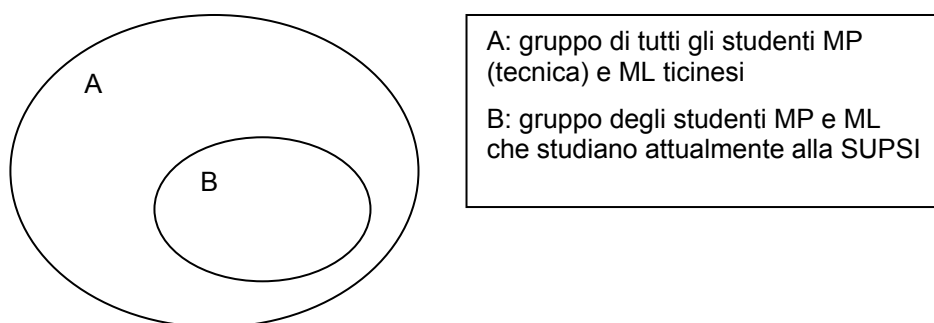 A
B
A: gruppo di tutti gli studenti MP
(tecnica) e ML ticinesi
B: gruppo degli studenti MP e ML
che studiano attualmente alla SUPSI